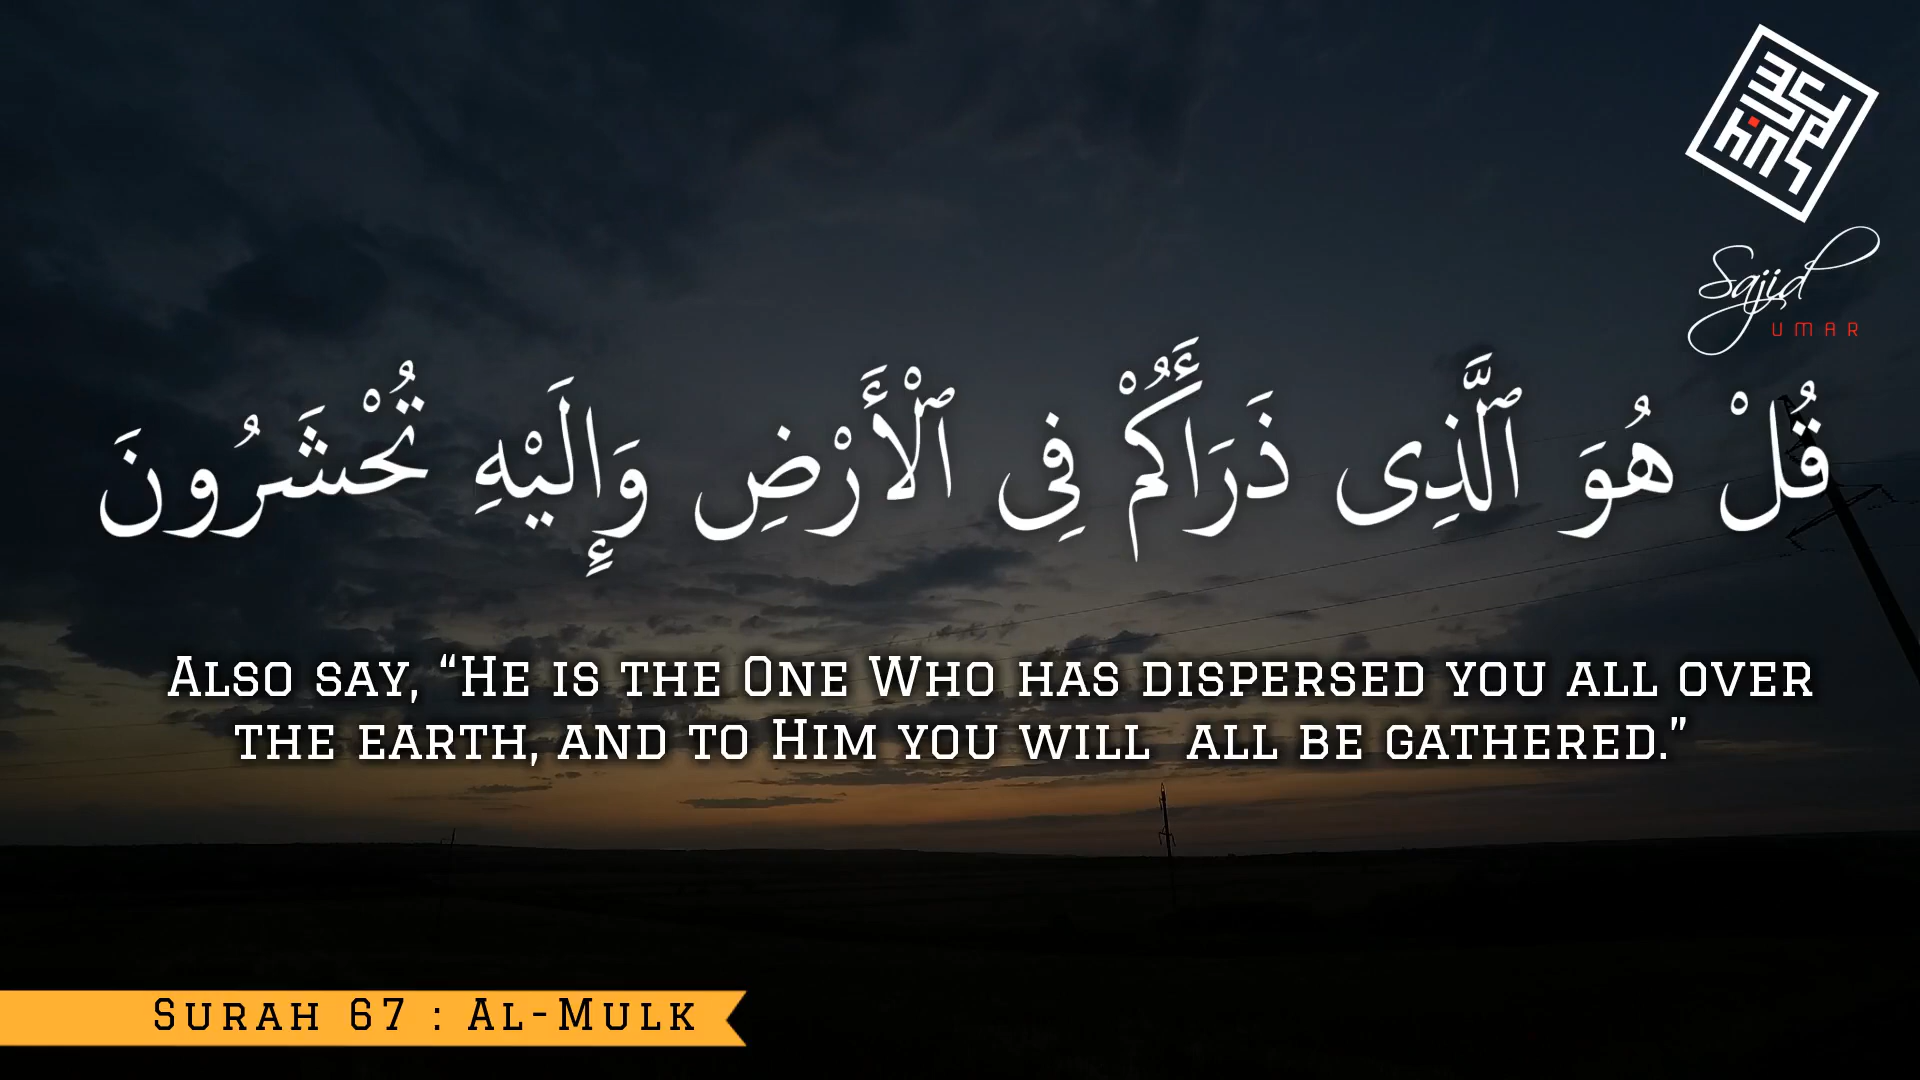 Sajid
UMAR
قُلْ هُوَ ٱلَّذِى ذَرَأَكُمْ فِى ٱلْأَرْضِ وَإِلَيْهِ تُحْشَرُونَ
Also say, “He is the One Who has dispersed you all over
the earth, and to Him you will  all be gathered.”
Surah 67 : Al-Mulk